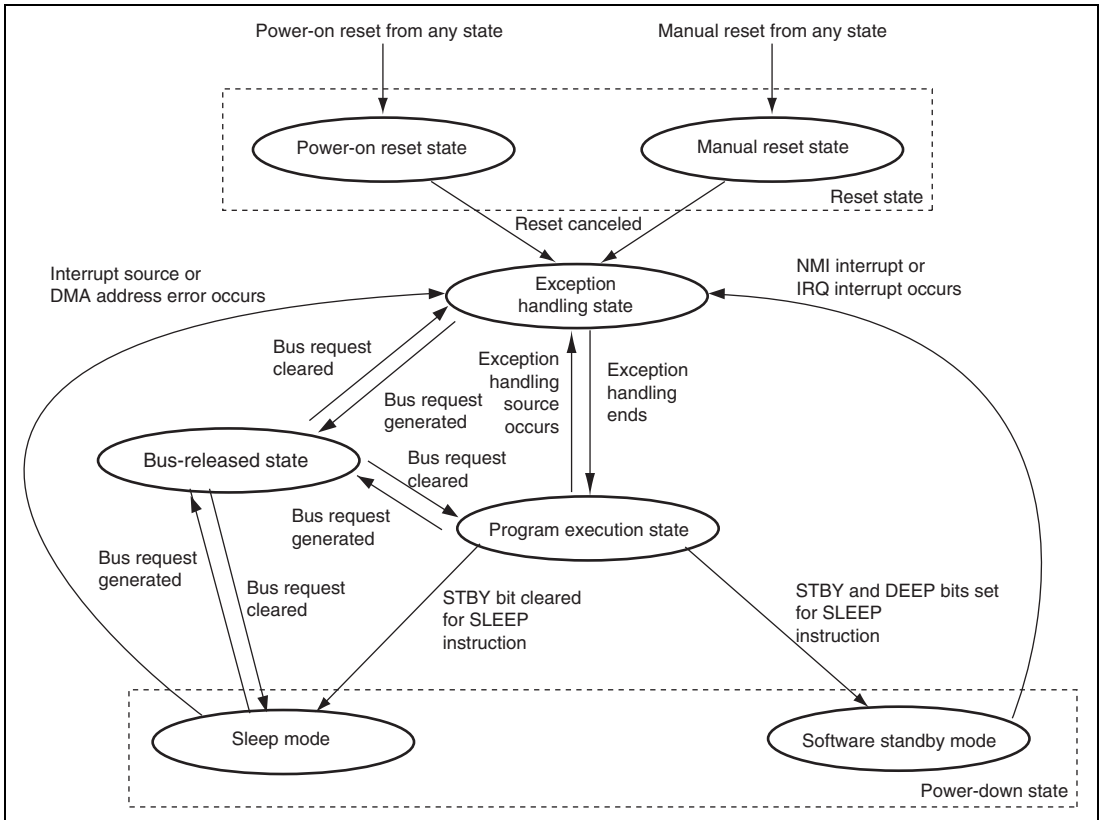 Power-on reset from any state
Manual reset from any state
Power-on reset state
Manual reset state
Reset state
Reset canceled
Interrupt source or
DMA address error occurs
Exception
handling state
NMI interrupt or
IRQ interrupt occurs
Bus request
cleared
Bus request
generated
Exception
handling
source
occurs
Exception
handling
ends
Bus-released state
Bus request
cleared
Bus request
generated
Program execution state
Bus request
generated
Bus request
cleared
STBY bit cleared
for SLEEP
instruction
STBY and DEEP bits set
for SLEEP
instruction
Sleep mode
Software standby mode
Power-down state